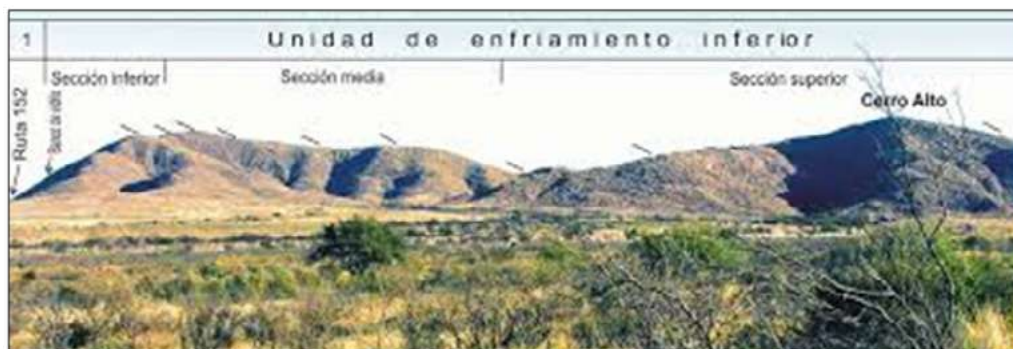 1
Unidad de enfriamiento inferior
Sección inferior
Sección media
Sección superior
Ruta 152
Cerro Alto